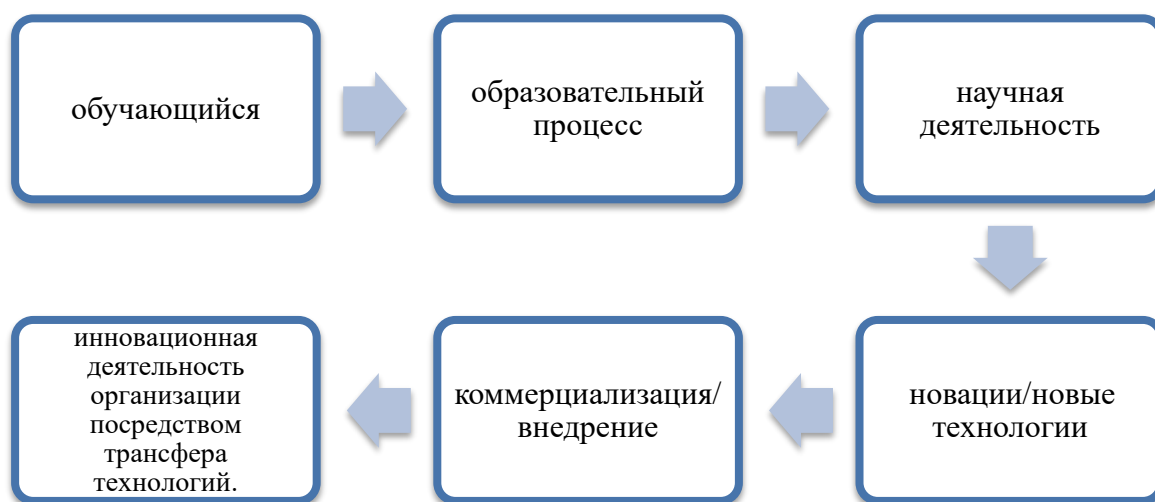 обучающийся
образовательный
процесс
научная
деятельность
новации/новые
технологии
коммерциализация/
внедрение
инновационная
деятельность
организации
посредством
трансфера
технологий.